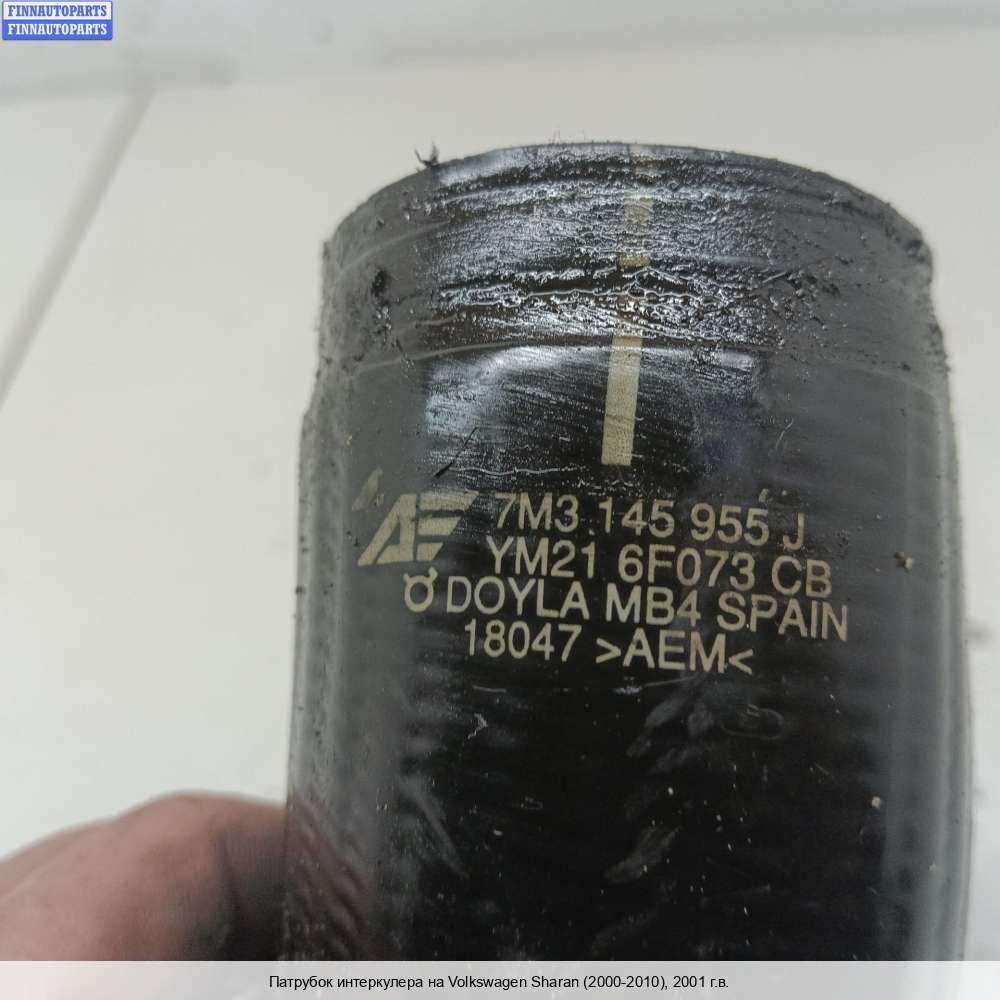 FINNAUTOPARTS
FINNAUTOPARTS
AE 7M3 145 955 J
YM21 6F073 CB
DOYLA MB4 SPAIN
18047 >AEM<
Патрубок интеркулера на Volkswagen Sharan (2000-2010), 2001 г.в.